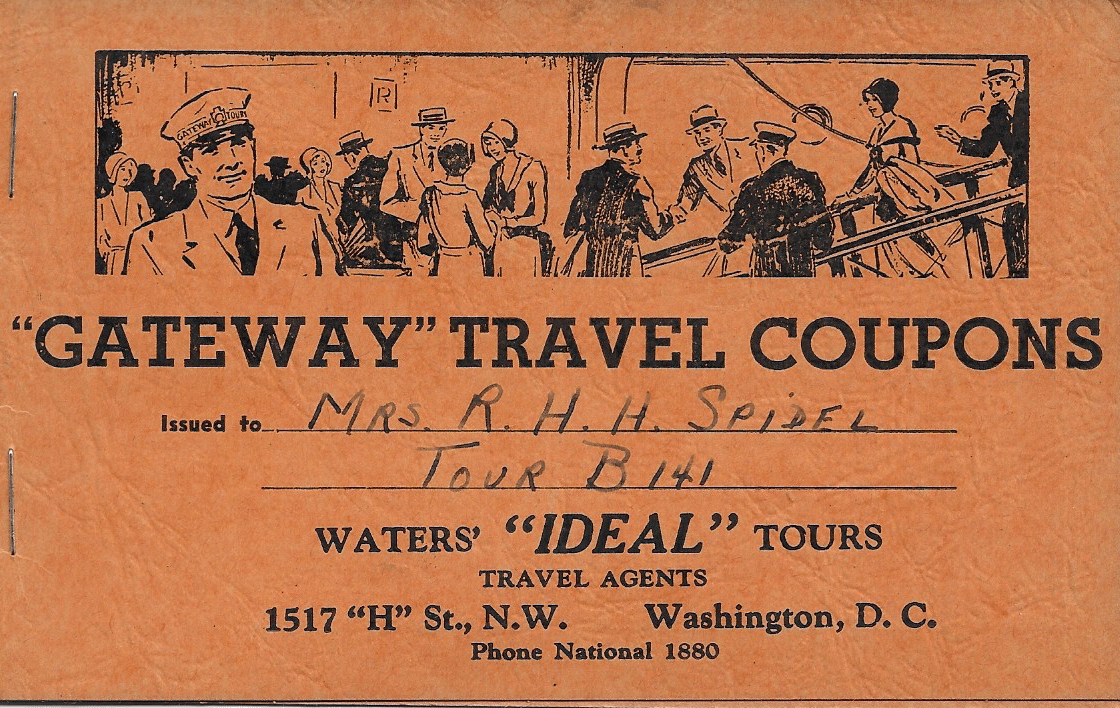 GATEWAY TOURS
R
"GATEWAY" TRAVEL COUPONS
Issued to MRS. R. H. H. SPIDEL
TOUR B 141
WATERS' "IDEAL" TOURS
TRAVEL AGENTS
1517 "H" St., N.W. Washington, D. C.
Phone National 1880